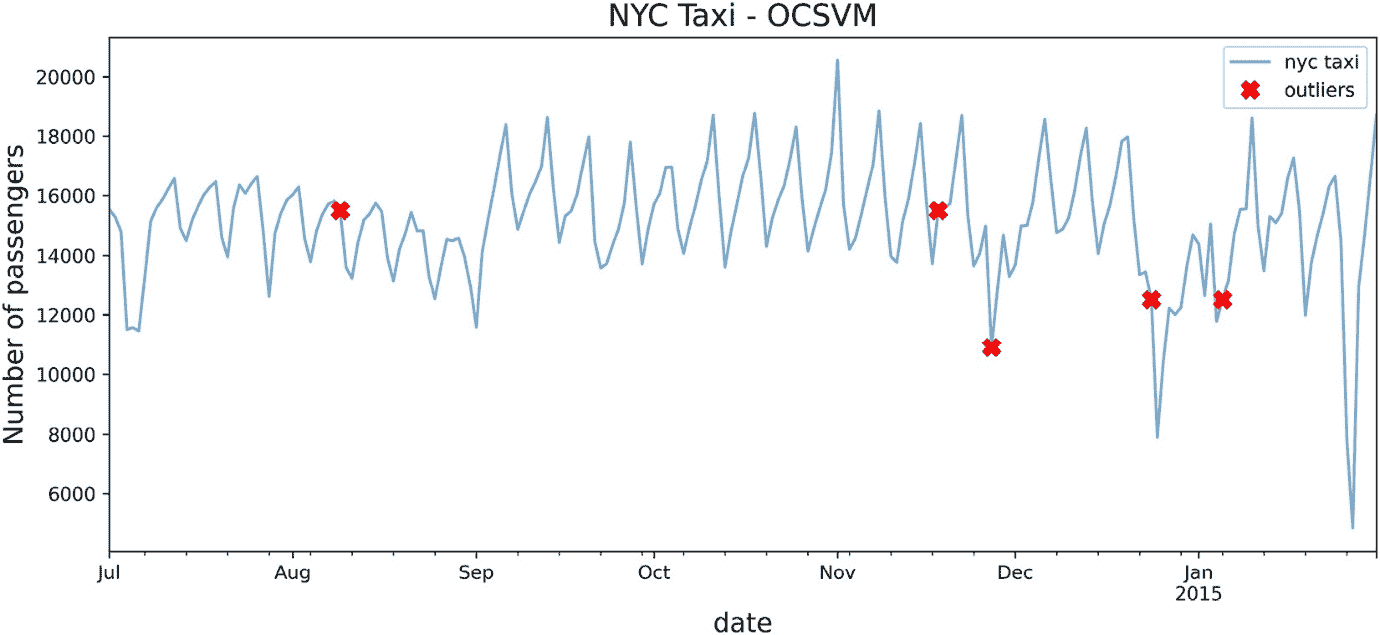 NYC Taxi - OCSVM
nyc taxi
outliers
Number of passengers
20000
18000
16000
14000
12000
10000
8000
6000
Jul
Aug
Sep
Oct
Nov
Dec
Jan
2015
date